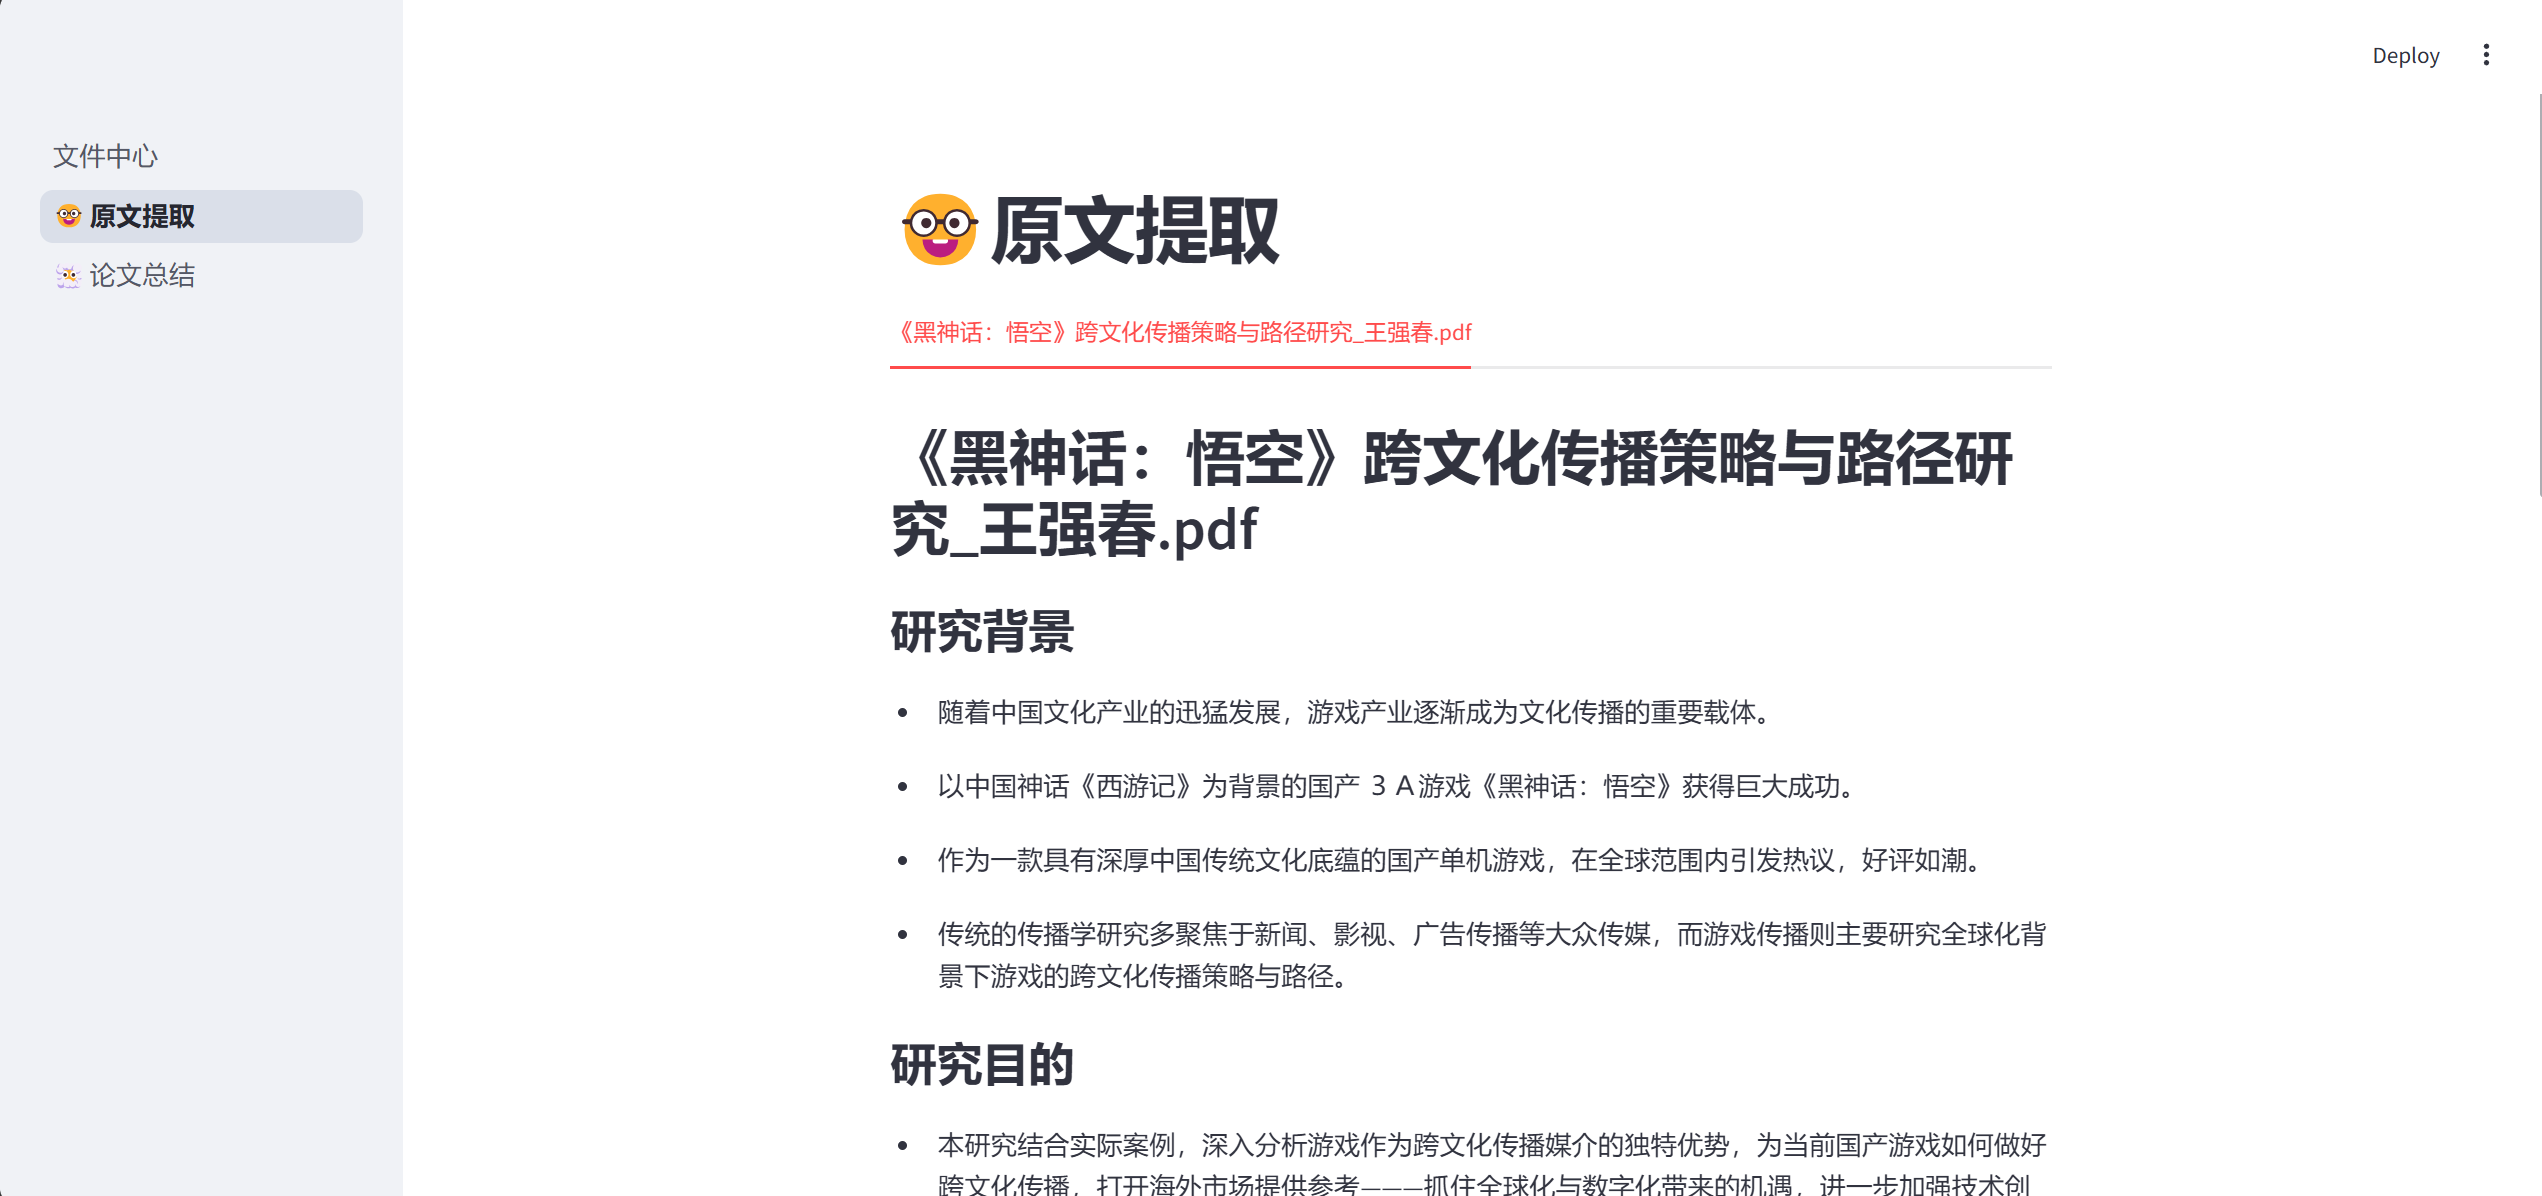 Deploy
文件中心
原文提取
论文总结
原文提取
《黑神话：悟空》跨文化传播策略与路径研究_王强春.pdf
《黑神话：悟空》跨文化传播策略与路径研
究_王强春.pdf
研究背景
随着中国文化产业的迅猛发展，游戏产业逐渐成为文化传播的重要载体。
以中国神话《西游记》为背景的国产 3 A游戏《黑神话：悟空》获得巨大成功。
作为一款具有深厚中国传统文化底蕴的国产单机游戏，在全球范围内引发热议，好评如潮。
传统的传播学研究多聚焦于新闻、影视、广告传播等大众传媒，而游戏传播则主要研究全球化背
景下游戏的跨文化传播策略与路径。
研究目的
本研究结合实际案例，深入分析游戏作为跨文化传播媒介的独特优势，为当前国产游戏如何做好
跨文化传播，打开海外市场提供参考———抓住全球化与数字化带来的机遇，进一步加强技术创